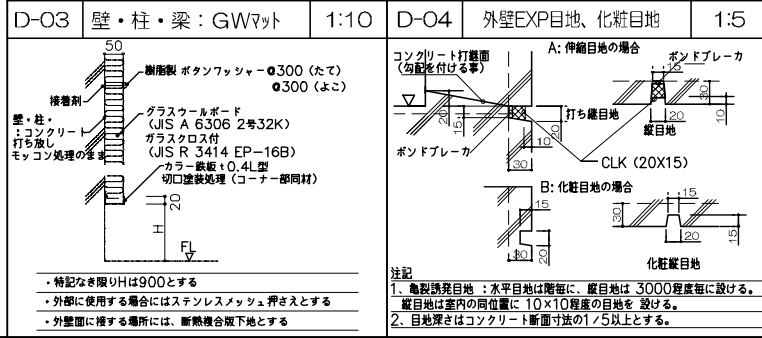 D-03 壁・柱・梁：GWマット 1:10
50
樹脂製 ボタンワッシャー@300（たて）
@300（よこ）
接着剤
壁・柱・
：コンクリート
打ち放し
モッコン処理のまま
グラスウールボード
（JIS A 6306 2号32K）
ガラスクロス付
（JIS R 3414 EP−16B）
カラー鉄板 t0.4L型
切口塗装処理（コーナー部同材）
20
H
FL
・特記なき限りHは900とする
・外部に使用する場合にはステンレスメッシュ押さえとする
・外壁面に接する場所には、断熱複合版下地とする
D-04 外壁EXP目地、化粧目地 1:5
A: 伸縮目地の場合
コンクリート打継面
（勾配を付ける事）
ボンドブレーカ
15
30
打ち継目地
20
15
20
10
30
20
縦目地
ボンドブレーカ
CLK（20X15）
B: 化粧目地の場合
15
30
20
15
30
20
15
化粧縦目地
注記
1、亀裂誘発目地 ：水平目地は階毎に、縦目地は 3000程度毎に設ける。
縦目地は室内の同位置に 10×10程度の目地を 設ける。
2、目地深さはコンクリート断面寸法の1/5以上とする。